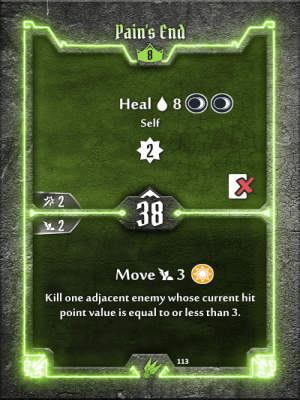 Pain's End
8
Heal 8
Self
2
2
38
2
Move 3
Kill one adjacent enemy whose current hit
point value is equal to or less than 3.
113